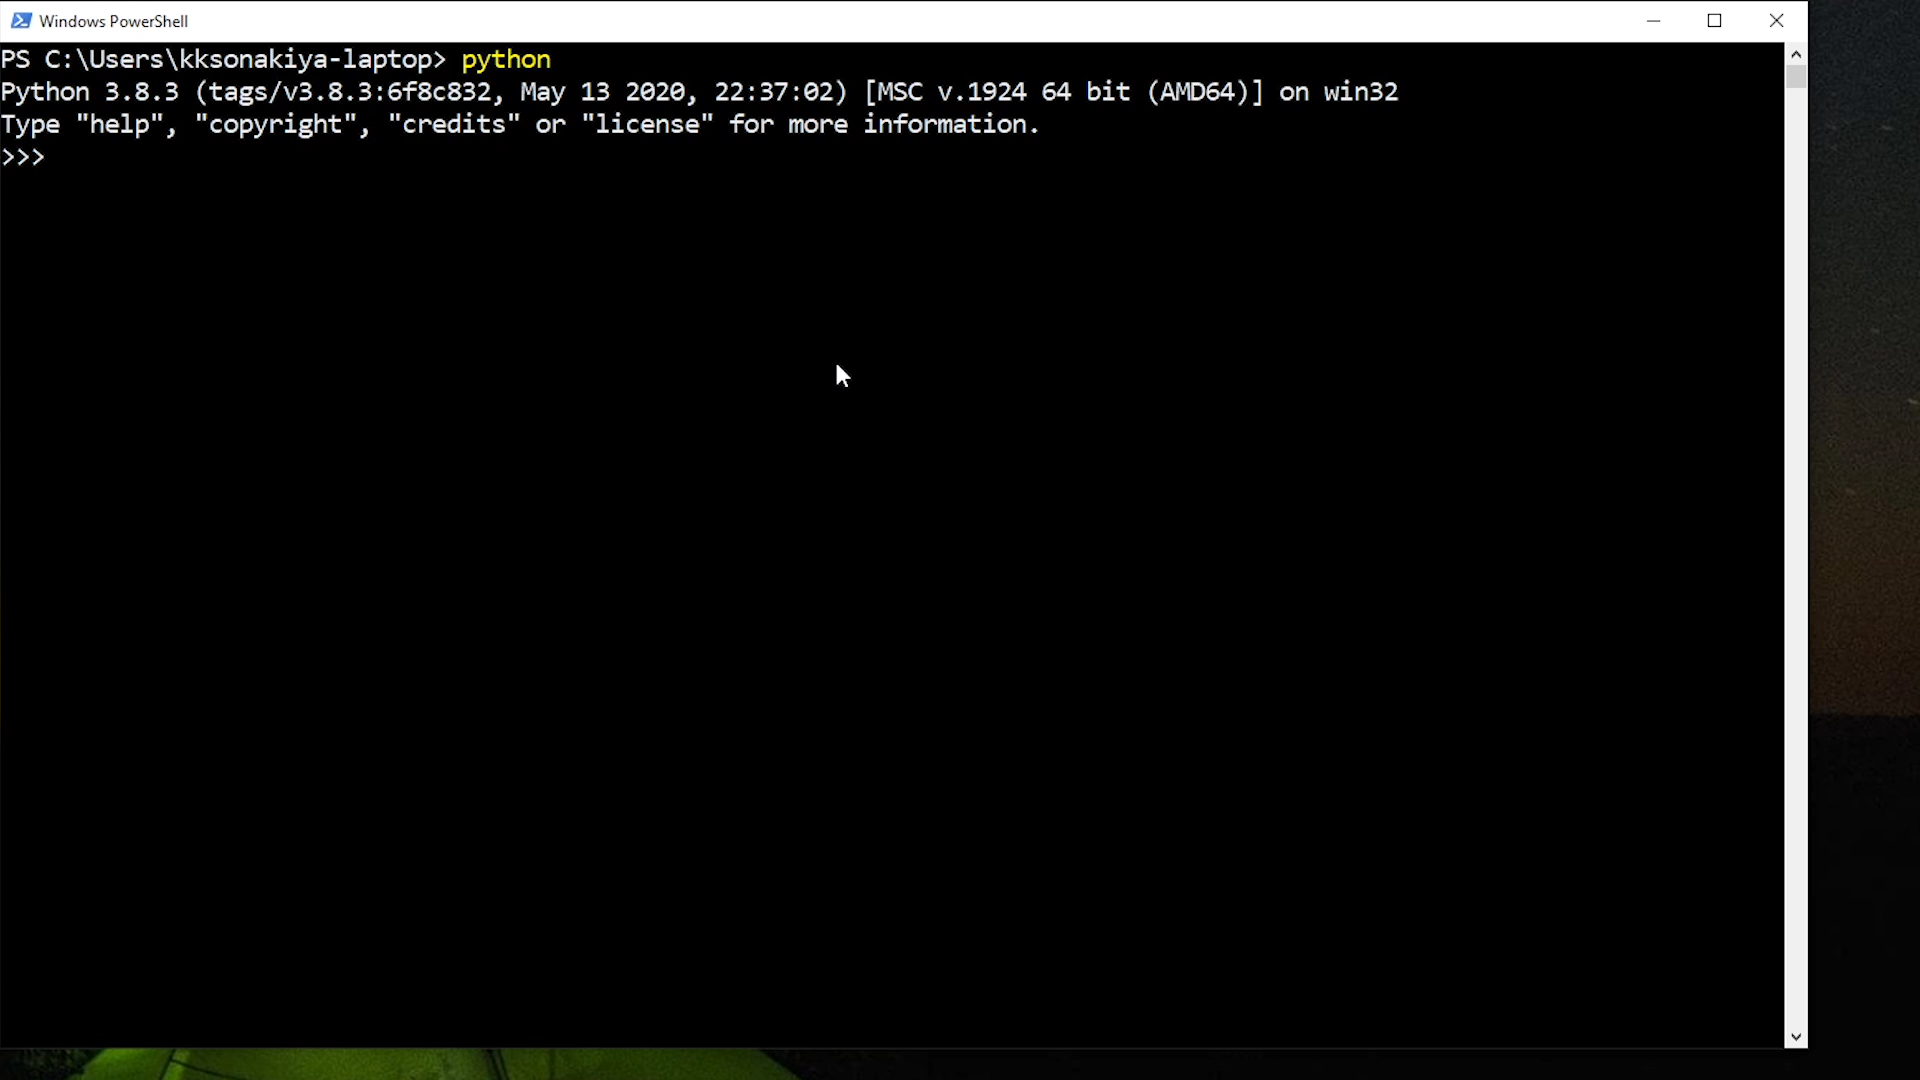 Windows PowerShell
PS C:\Users\kksonakiya-laptop> python
Python 3.8.3 (tags/v3.8.3:6f8c832, May 13 2020, 22:37:02) [MSC v.1924 64 bit (AMD64)] on win32
Type "help", "copyright", "credits" or "license" for more information.
>>>